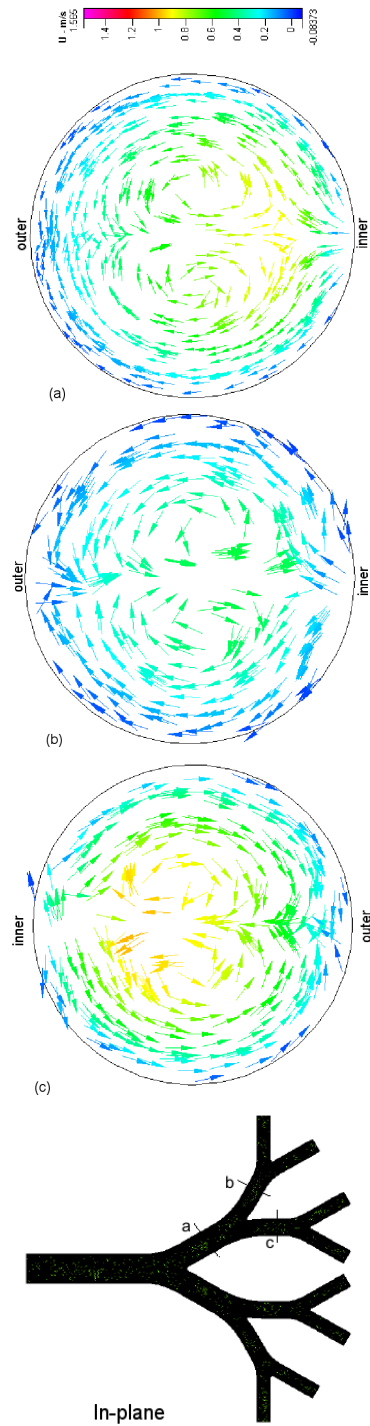 U - m/s
1.565
1.4
1.2
1
0.8
0.6
0.4
0.2
0
-0.08373
outer
inner
(a)
outer
inner
(b)
inner
outer
(c)
b
a
c
In-plane